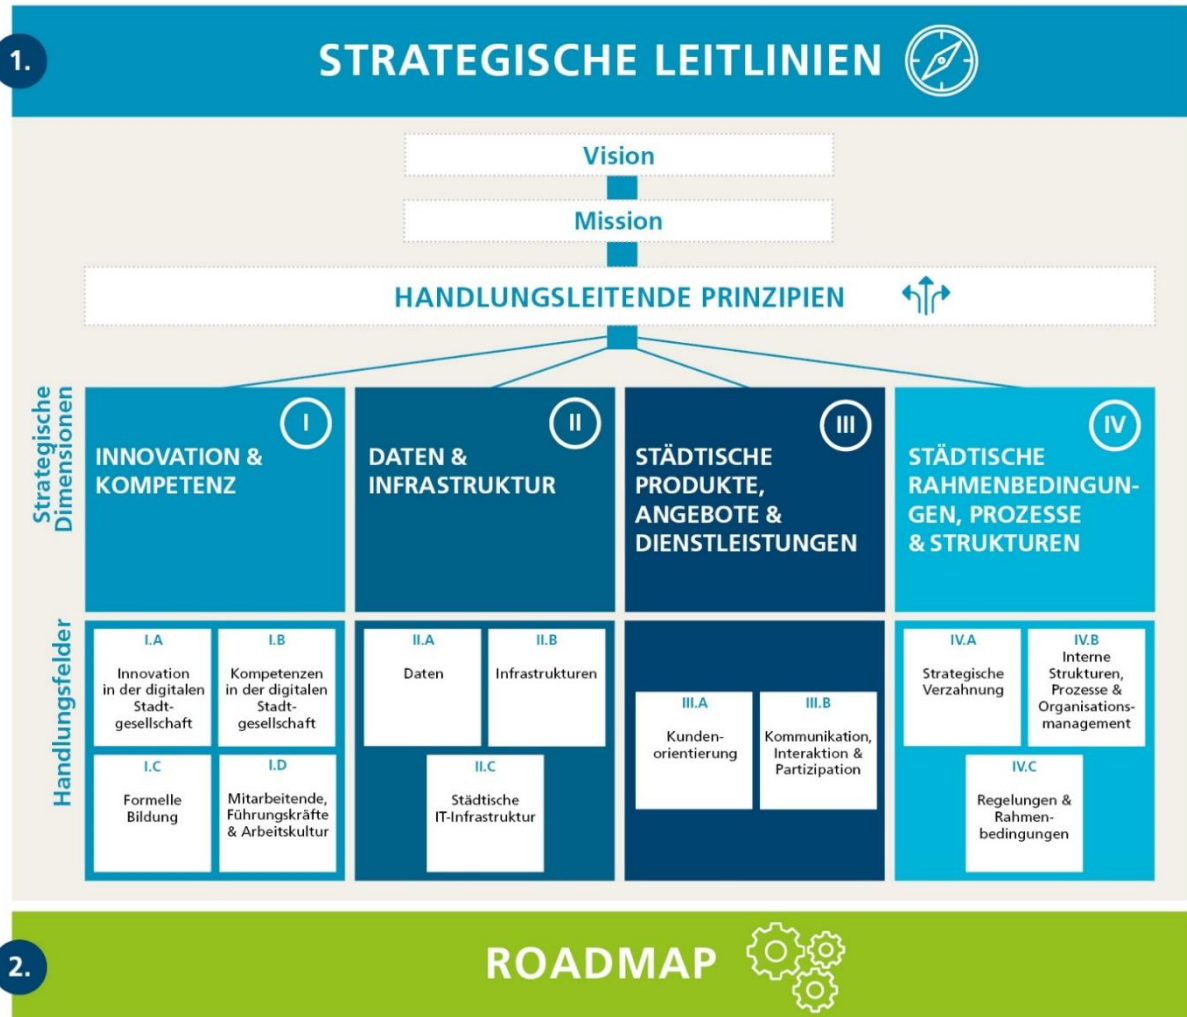 1.
STRATEGISCHE LEITLINIEN
Vision
Mission
HANDLUNGSLEITENDE PRINZIPIEN
Strategische
Dimensionen
I
INNOVATION &
KOMPETENZ
II
DATEN &
INFRASTRUKTUR
III
STÄDTISCHE
PRODUKTE,
ANGEBOTE &
DIENSTLEISTUNGEN
IV
STÄDTISCHE
RAHMENBEDINGUN-
GEN, PROZESSE
& STRUKTUREN
Handlungsfelder
I.A
Innovation
in der digitalen
Stadt-
gesellschaft
I.B
Kompetenzen
in der digitalen
Stadt-
gesellschaft
I.C
Formelle
Bildung
I.D
Mitarbeitende,
Führungskräfte
& Arbeitskultur
II.A
Daten
II.B
Infrastrukturen
II.C
Städtische
IT-Infrastruktur
III.A
Kunden-
orientierung
III.B
Kommunikation,
Interaktion &
Partizipation
IV.A
Strategische
Verzahnung
IV.B
Interne
Strukturen,
Prozesse &
Organisations-
management
IV.C
Regelungen &
Rahmen-
bedingungen
2.
ROADMAP